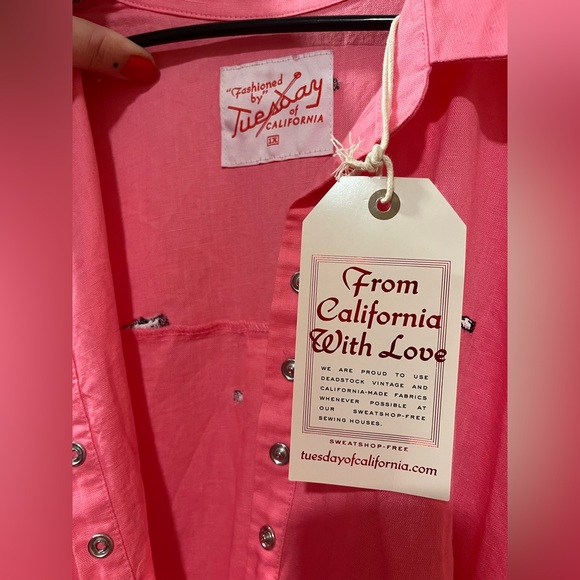 "Fashioned
by"
Tuesday
of
CALIFORNIA
1X
From
California
With Love
WE ARE PROUD TO USE
DEADSTOCK VINTAGE AND
CALIFORNIA-MADE FABRICS
WHENEVER POSSIBLE AT
OUR SWEATSHOP-FREE
SEWING HOUSES.
SWEATSHOP-FREE
tuesdayofcalifornia.com